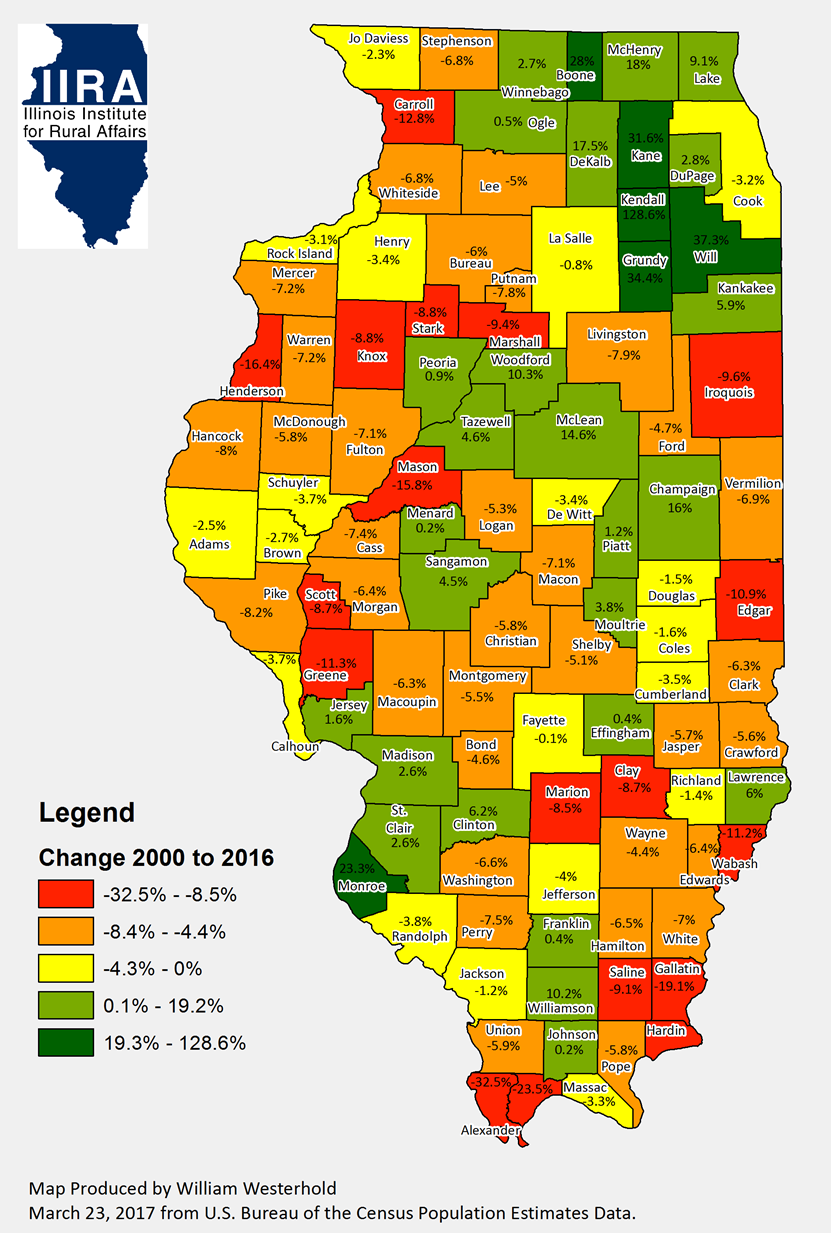 IIRA
Illinois Institute
for Rural Affairs
Jo Daviess
-2.3%
Stephenson
-6.8%
2.7%
Winnebago
28%
Boone
McHenry
18%
9.1%
Lake
Carroll
-12.8%
0.5% Ogle
17.5%
DeKalb
31.6%
Kane
2.8%
DuPage
-3.2%
Cook
-6.8%
Whiteside
Lee -5%
Kendall
128.6%
-3.1%
Rock Island
Henry
-3.4%
-6%
Bureau
La Salle
-0.8%
Grundy
34.4%
37.3%
Will
Mercer
-7.2%
Putnam
-7.8%
Kankakee
5.9%
-16.4%
Henderson
Warren
-7.2%
-8.8%
Knox
-8.8%
Stark
-9.4%
Marshall
Livingston
-7.9%
-9.6%
Iroquois
Peoria
0.9%
Woodford
10.3%
Hancock
-8%
McDonough
-5.8%
-7.1%
Fulton
Tazewell
4.6%
McLean
14.6%
-4.7%
Ford
Mason
-15.8%
Schuyler
-3.7%
-5.3%
Logan
-3.4%
De Witt
Champaign
16%
Vermilion
-6.9%
-2.5%
Adams
-2.7%
Brown
-7.4%
Cass
Menard
0.2%
1.2%
Piatt
Sangamon
4.5%
-7.1%
Macon
Pike
-8.2%
Scott
-8.7%
-6.4%
Morgan
-1.5%
Douglas
-10.9%
Edgar
-5.8%
Christian
3.8%
Moultrie
-1.6%
Coles
Shelby
-5.1%
-3.7%
Calhoun
-11.3%
Greene
-6.3%
Macoupin
Montgomery
-5.5%
-3.5%
Cumberland
-6.3%
Clark
Jersey
1.6%
Fayette
-0.1%
0.4%
Effingham
-5.7%
Jasper
-5.6%
Crawford
Madison
2.6%
Bond
-4.6%
Marion
-8.5%
Clay
-8.7%
Richland
-1.4%
Lawrence
6%
St.
Clair
2.6%
6.2%
Clinton
Wayne
-4.4%
-6.4%
Edwards
-11.2%
Wabash
23.3%
Monroe
-6.6%
Washington
-4%
Jefferson
-3.8%
Randolph
-7.5%
Perry
Franklin
0.4%
-6.5%
Hamilton
-7%
White
Jackson
-1.2%
10.2%
Williamson
Saline
-9.1%
Gallatin
-19.1%
Union
-5.9%
Johnson
0.2%
-5.8%
Pope
Hardin
-32.5%
Alexander
-23.5%
Massac
-3.3%
Legend
Change 2000 to 2016
-32.5% - -8.5%
-8.4% - -4.4%
-4.3% - 0%
0.1% - 19.2%
19.3% - 128.6%
Map Produced by William Westerhold
March 23, 2017 from U.S. Bureau of the Census Population Estimates Data.